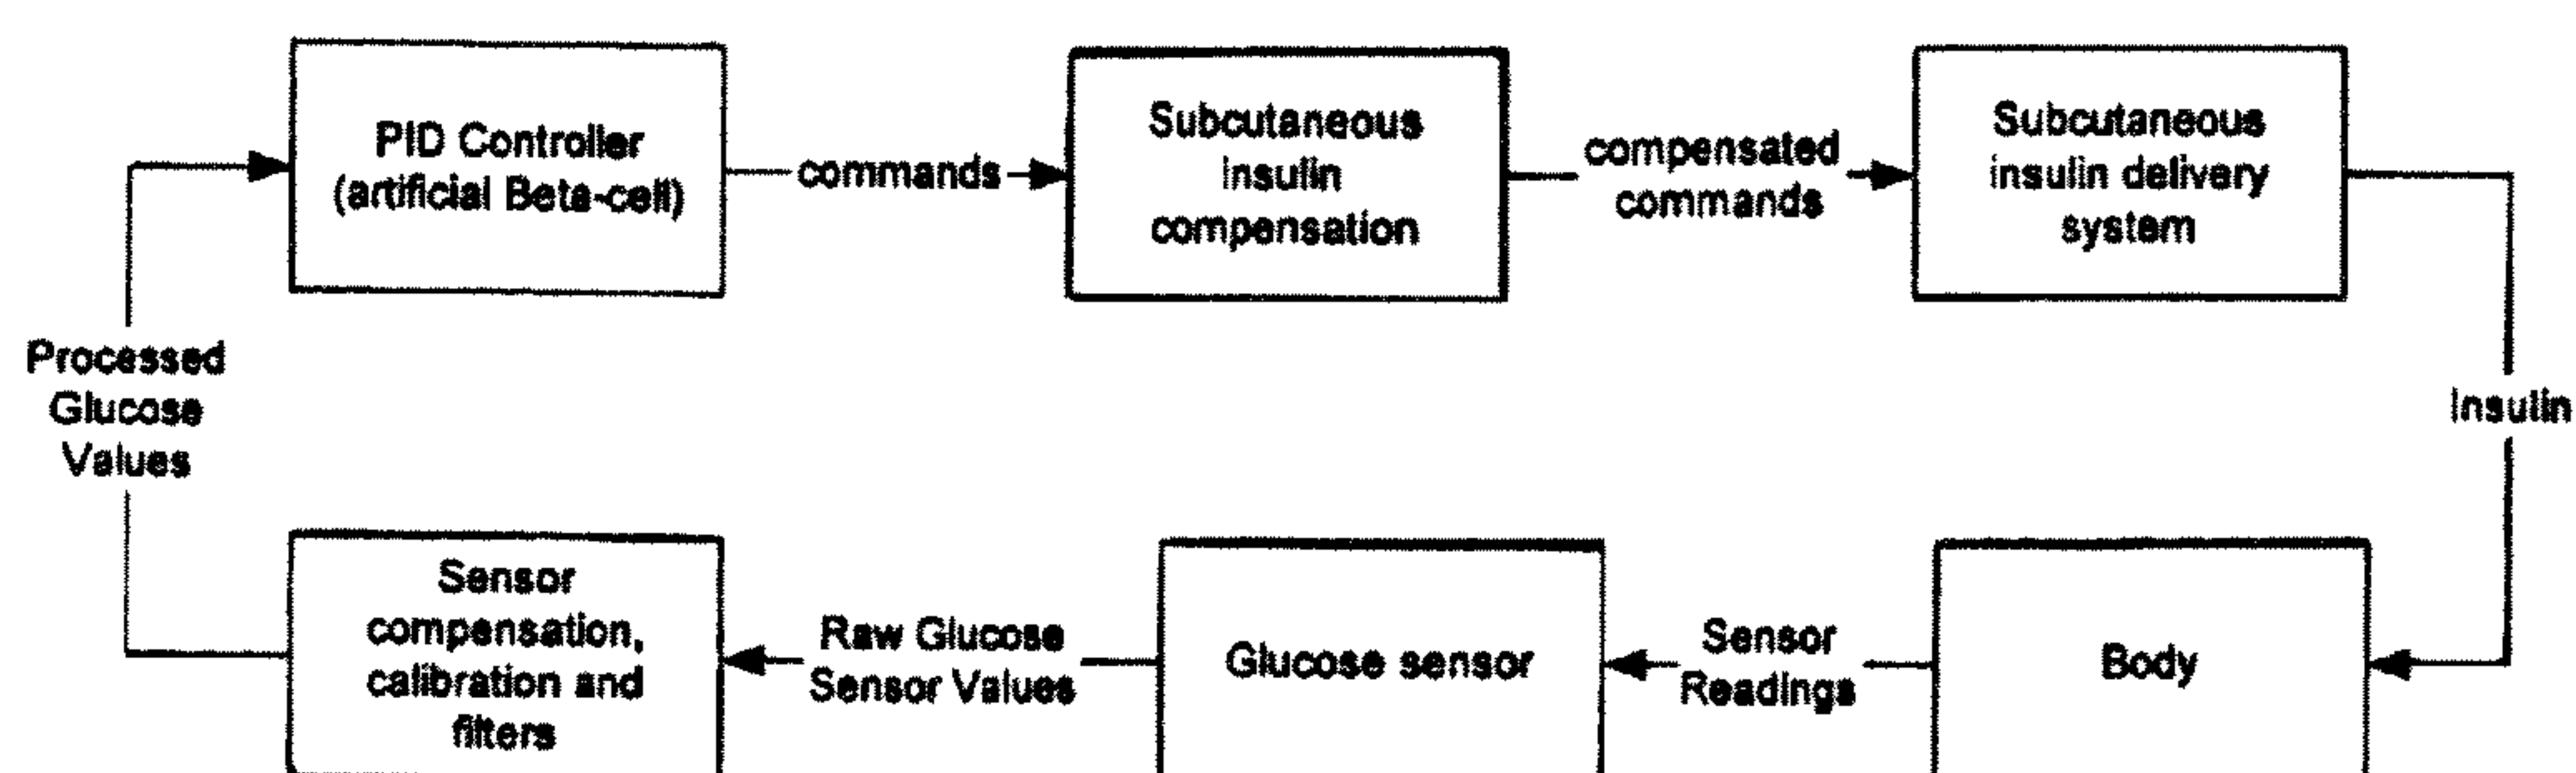 PID Controller
(artificial Beta-cell)
commands
Subcutaneous
insulin
compensation
compensated
commands
Subcutaneous
insulin delivery
system
Processed
Glucose
Values
Insulin
Sensor
compensation,
calibration and
filters
Raw Glucose
Sensor Values
Glucose sensor
Sensor
Readings
Body